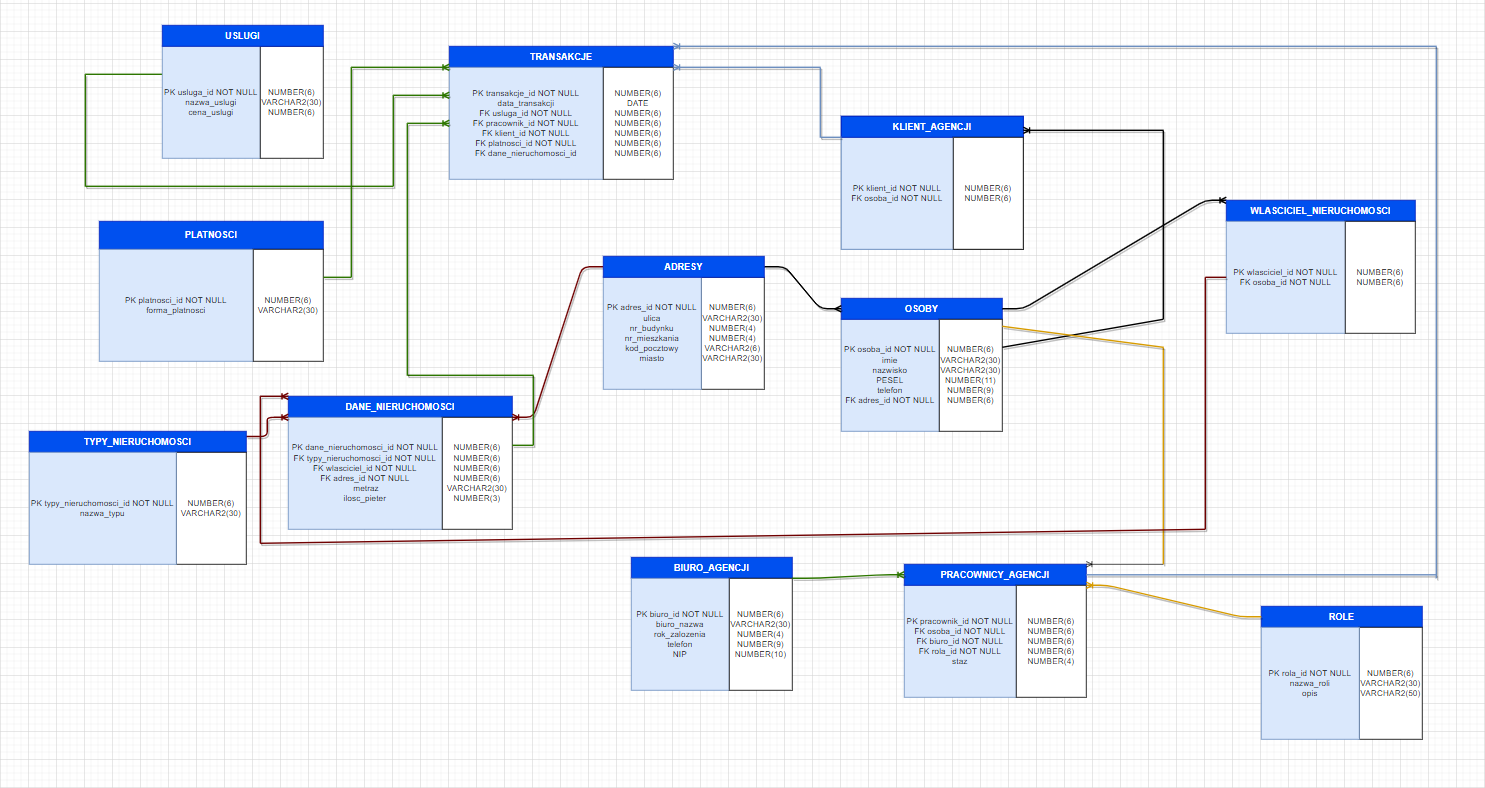 USLUGI
PK usluga_id NOT NULL NUMBER(6)
nazwa_uslugi VARCHAR2(30)
cena_uslugi NUMBER(6)
TRANSAKCJE
PK transakcje_id NOT NULL NUMBER(6)
data_transakcji DATE
FK usluga_id NOT NULL NUMBER(6)
FK pracownik_id NOT NULL NUMBER(6)
FK klient_id NOT NULL NUMBER(6)
FK platnosci_id NOT NULL NUMBER(6)
FK dane_nieruchomosci_id NUMBER(6)
KLIENT_AGENCJI
PK klient_id NOT NULL NUMBER(6)
FK osoba_id NOT NULL NUMBER(6)
WLASCICIEL_NIERUCHOMOSCI
PK wlasciciel_id NOT NULL NUMBER(6)
FK osoba_id NOT NULL NUMBER(6)
PLATNOSCI
PK platnosci_id NOT NULL NUMBER(6)
forma_platnosci VARCHAR2(30)
ADRESY
PK adres_id NOT NULL NUMBER(6)
ulica VARCHAR2(30)
nr_budynku NUMBER(4)
nr_mieszkania NUMBER(4)
kod_pocztowy VARCHAR2(6)
miasto VARCHAR2(30)
OSOBY
PK osoba_id NOT NULL NUMBER(6)
imie VARCHAR2(30)
nazwisko VARCHAR2(30)
PESEL NUMBER(11)
telefon NUMBER(9)
FK adres_id NOT NULL NUMBER(6)
DANE_NIERUCHOMOSCI
PK dane_nieruchomosci_id NOT NULL NUMBER(6)
FK typy_nieruchomosci_id NOT NULL NUMBER(6)
FK wlasciciel_id NOT NULL NUMBER(6)
FK adres_id NOT NULL NUMBER(6)
metraz VARCHAR2(30)
ilosc_pieter NUMBER(3)
TYPY_NIERUCHOMOSCI
PK typy_nieruchomosci_id NOT NULL NUMBER(6)
nazwa_typu VARCHAR2(30)
BIURO_AGENCJI
PK biuro_id NOT NULL NUMBER(6)
biuro_nazwa VARCHAR2(30)
rok_zalozenia NUMBER(4)
telefon NUMBER(9)
NIP NUMBER(10)
PRACOWNICY_AGENCJI
PK pracownik_id NOT NULL NUMBER(6)
FK osoba_id NOT NULL NUMBER(6)
FK biuro_id NOT NULL NUMBER(6)
FK rola_id NOT NULL NUMBER(6)
staz NUMBER(4)
ROLE
PK rola_id NOT NULL NUMBER(6)
nazwa_roli VARCHAR2(30)
opis VARCHAR2(50)